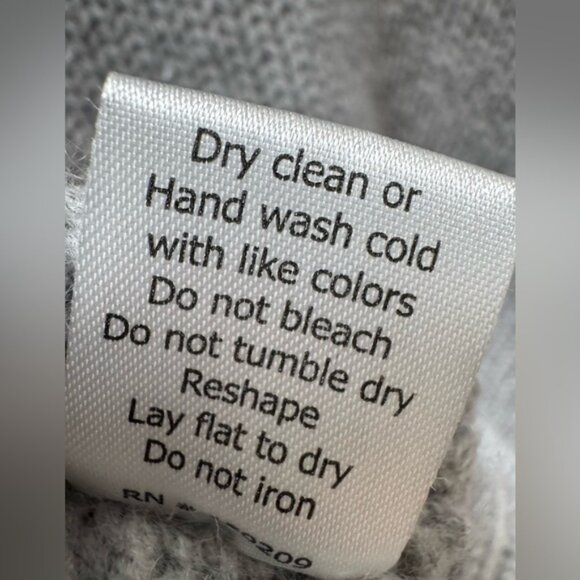 Dry clean or
Hand wash cold
with like colors
Do not bleach
Do not tumble dry
Reshape
Lay flat to dry
Do not iron
RN #